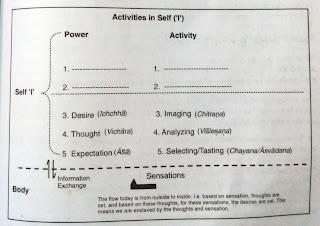 Activities in Self ('I')
Power Activity
1. ---------------- 1. ----------------
2. ---------------- 2. ----------------
Self 'I'
3. Desire (Ichchhā) 3. Imaging (Chitraṇa)
4. Thought (Vichāra) 4. Analyzing (Viśleṣaṇa)
5 Expectation (Āśā) 5. Selecting/Tasting (Chayana/Āsvādana)
Information
Exchange
Sensations
Body
The flow today is from outside to inside. i.e. based on sensation, thoughts are
set, and based on these thoughts, for these sensations, the desires are set. This
means we are enslaved by the thoughts and sensation.